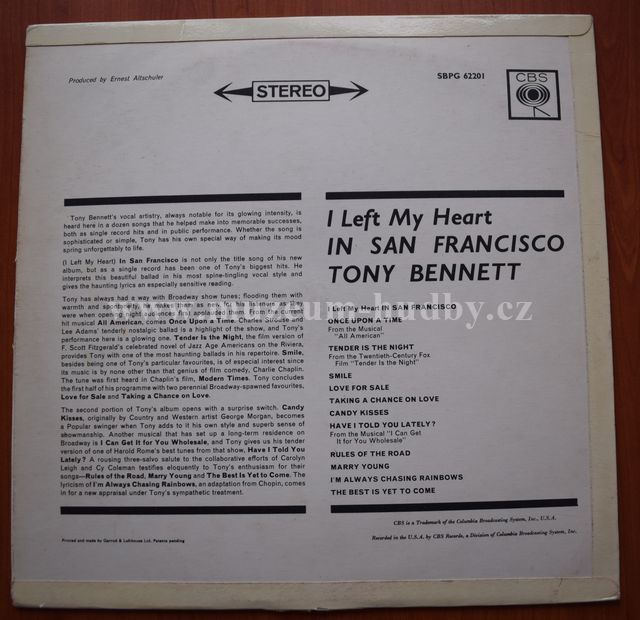 Produced by Ernest Altschuler
STEREO
SBPG 62201
CBS
Tony Bennett's vocal artistry, always notable for its glowing intensity, is
heard here in a dozen songs that he helped make into memorable successes,
both as single record hits and in public performance. Whether the song is
sophisticated or simple, Tony has his own special way of making its mood
spring unforgettably to life.
(I Left My Heart) In San Francisco is not only the title song of his new
album, but as a single record has been one of Tony's biggest hits. He
interprets this beautiful ballad in his most spine-tingling vocal style and
gives the haunting lyrics an especially sensitive reading.
Tony has always had a way with Broadway show tunes; flooding them with
warmth and
were when
hit musical All American, comes Once Upon a Time. Charles Strouse and
Lee Adams' tenderly nostalgic ballad is a highlight of the show, and Tony's
performance here is a glowing one. Tender Is the Night, the film version of
F. Scott Fitzgerald's celebrated novel of Jazz Age Americans on the Riviera,
provides Tony with one of the most haunting ballads in his repertoire. Smile,
besides being one of Tony's particular favourites, is of especial interest since
its music is by none other than that genius of film comedy, Charlie Chaplin.
The tune was first heard in Chaplin's film, Modern Times. Tony concludes
the first half of his programme with two perennial Broadway-spawned favourites,
Love for Sale and Taking a Chance on Love.
The second portion of Tony's album opens with a surprise switch. Candy
Kisses, originally by Country and Western artist George Morgan, becomes
a Popular swinger when Tony adds to it his own style and superb sense of
showmanship. Another musical that has set up a long-term residence on
Broadway is I Can Get It for You Wholesale, and Tony gives us his tender
version of one of Harold Rome's best tunes from that show, Have I Told You
Lately? A rousing three-salvo salute to the collaborative efforts of Carolyn
Leigh and Cy Coleman testifies eloquently to Tony's enthusiasm for their
songs—Rules of the Road, Marry Young and The Best Is Yet to Come. The
lyricism of I'm Always Chasing Rainbows, an adaptation from Chopin, comes
in for a new appraisal under Tony's sympathetic treatment.
I Left My Heart
IN SAN FRANCISCO
TONY BENNETT
I Left My Heart IN SAN FRANCISCO
ONCE UPON A TIME
From the Musical
"All American"
TENDER IS THE NIGHT
From the Twentieth-Century Fox
Film "Tender Is the Night"
SMILE
LOVE FOR SALE
TAKING A CHANCE ON LOVE
CANDY KISSES
HAVE I TOLD YOU LATELY?
From the Musical "I Can Get
It for You Wholesale"
RULES OF THE ROAD
MARRY YOUNG
I'M ALWAYS CHASING RAINBOWS
THE BEST IS YET TO COME
CBS is a Trademark of the Columbia Broadcasting System, Inc., U.S.A.
Recorded in the U.S.A. by CBS Records, a Division of Columbia Broadcasting System, Inc.
Printed and made by Garrod & Lofthouse Ltd. Patents pending
www.muzeum-hudby.cz